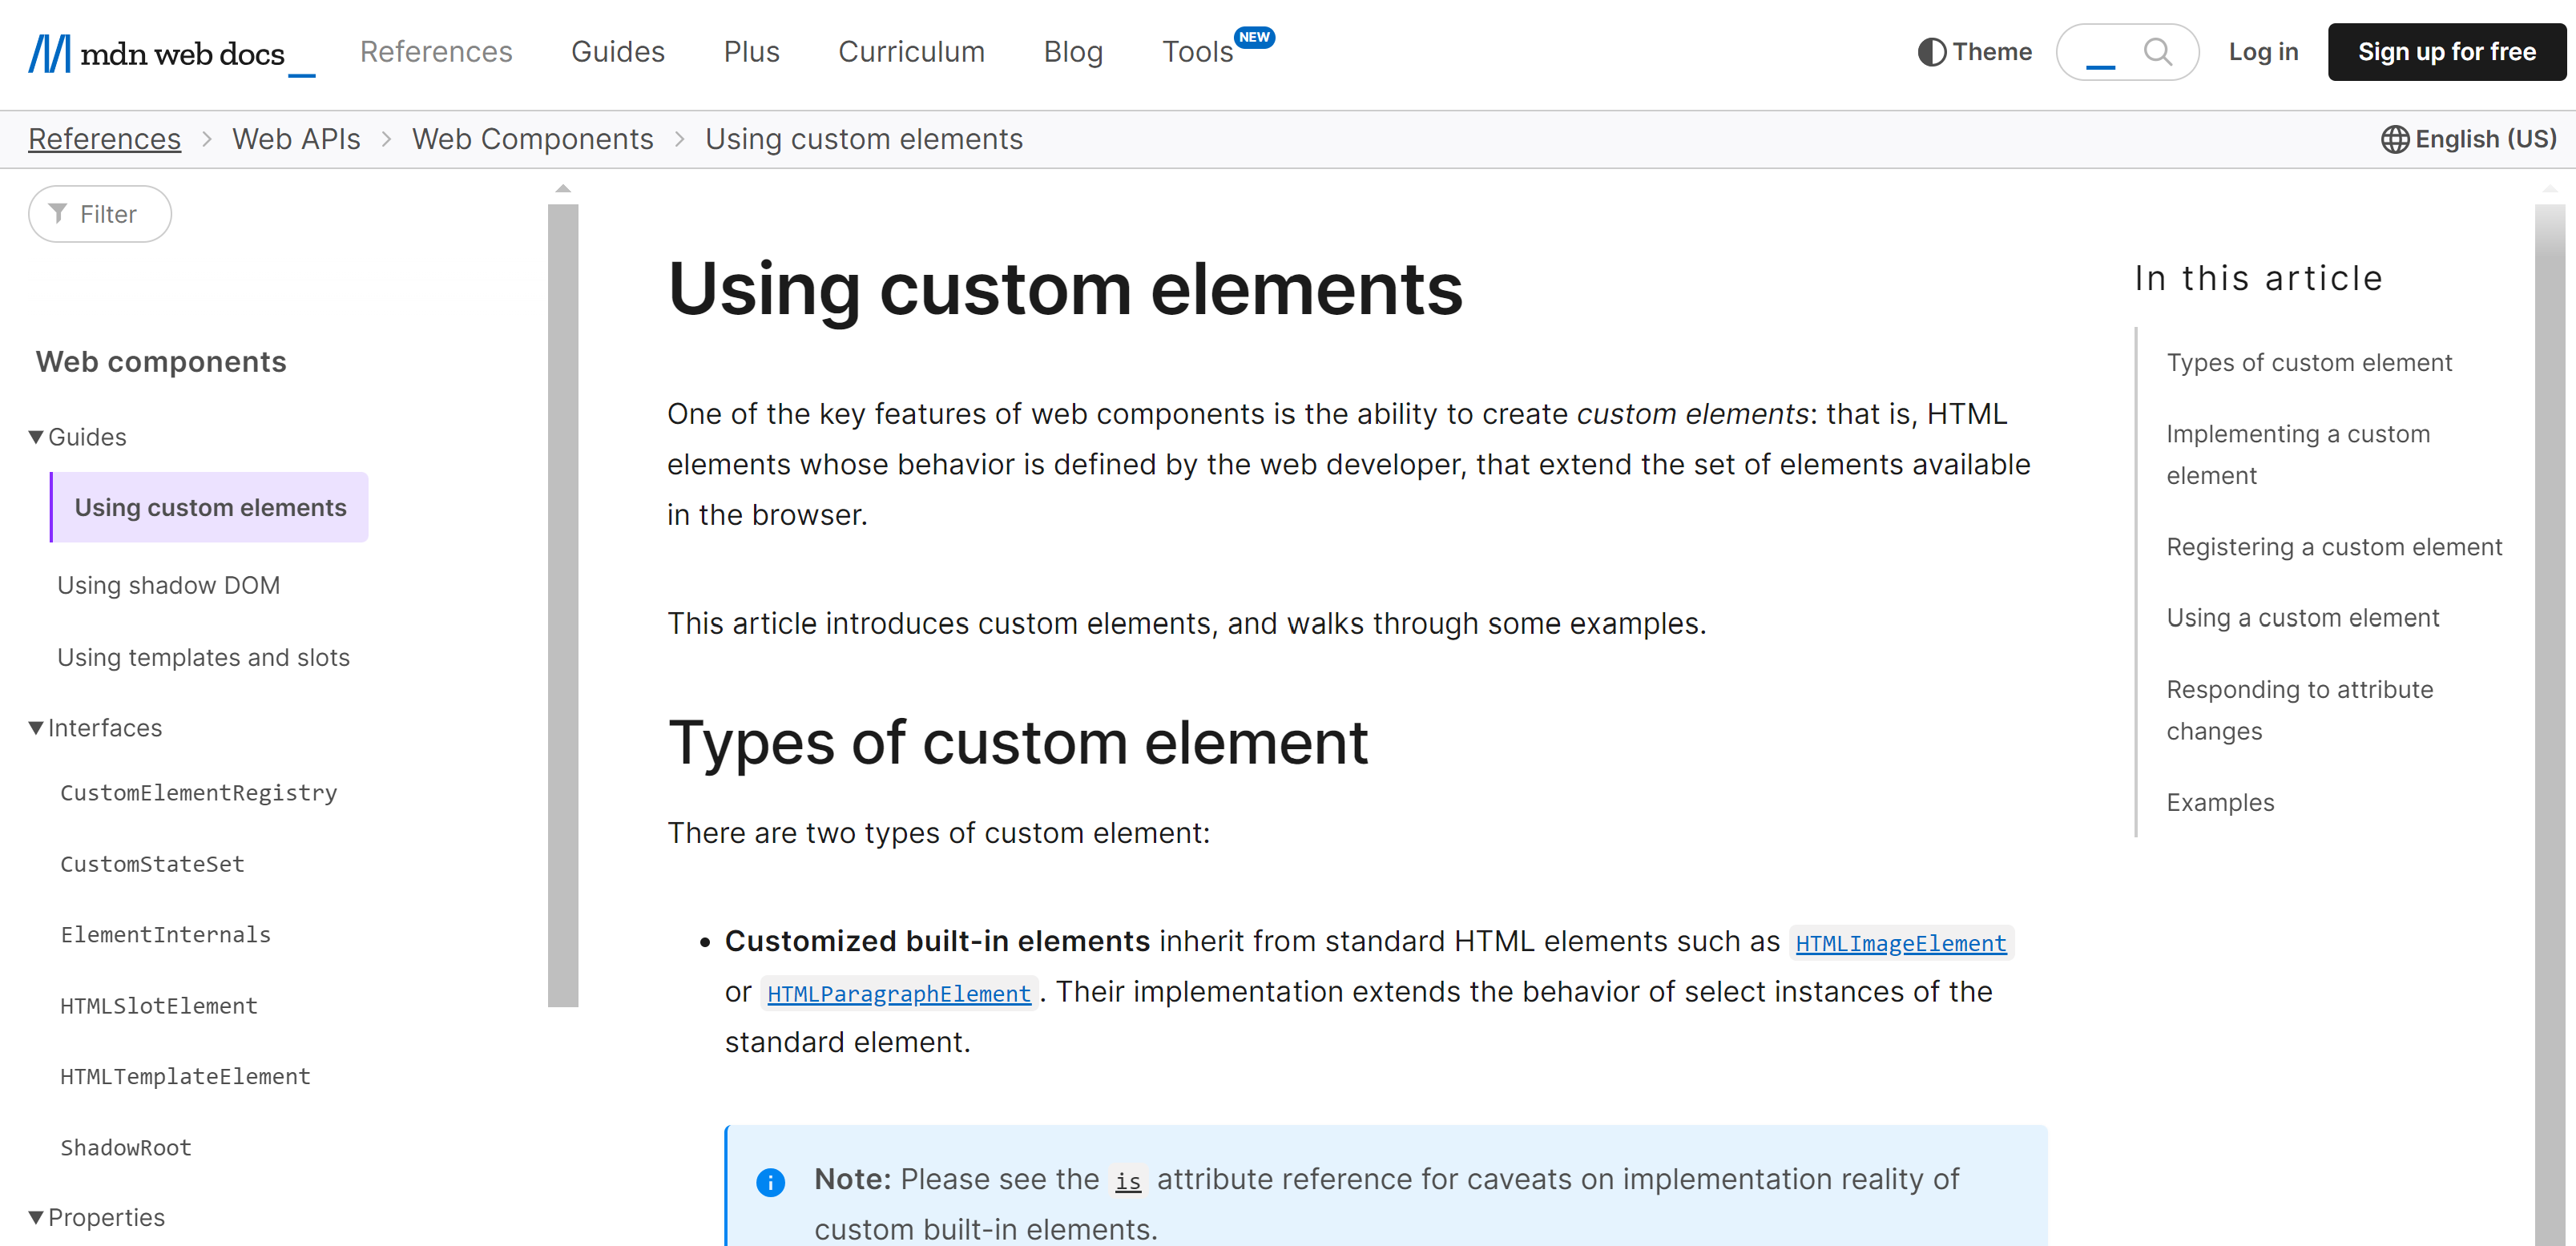 mdn web docs
References Guides Plus Curriculum Blog Tools NEW
Theme Log in Sign up for free
References Web APIs Web Components Using custom elements
English (US)
Filter
Web components
Guides
Using custom elements
Using shadow DOM
Using templates and slots
Interfaces
CustomElementRegistry
CustomStateSet
ElementInternals
HTMLSlotElement
HTMLTemplateElement
ShadowRoot
Properties
Using custom elements
One of the key features of web components is the ability to create custom elements: that is, HTML
elements whose behavior is defined by the web developer, that extend the set of elements available
in the browser.
This article introduces custom elements, and walks through some examples.
Types of custom element
There are two types of custom element:
• Customized built-in elements inherit from standard HTML elements such as HTMLImageElement
or HTMLParagraphElement. Their implementation extends the behavior of select instances of the
standard element.
Note: Please see the is attribute reference for caveats on implementation reality of
custom built-in elements.
In this article
Types of custom element
Implementing a custom
element
Registering a custom element
Using a custom element
Responding to attribute
changes
Examples